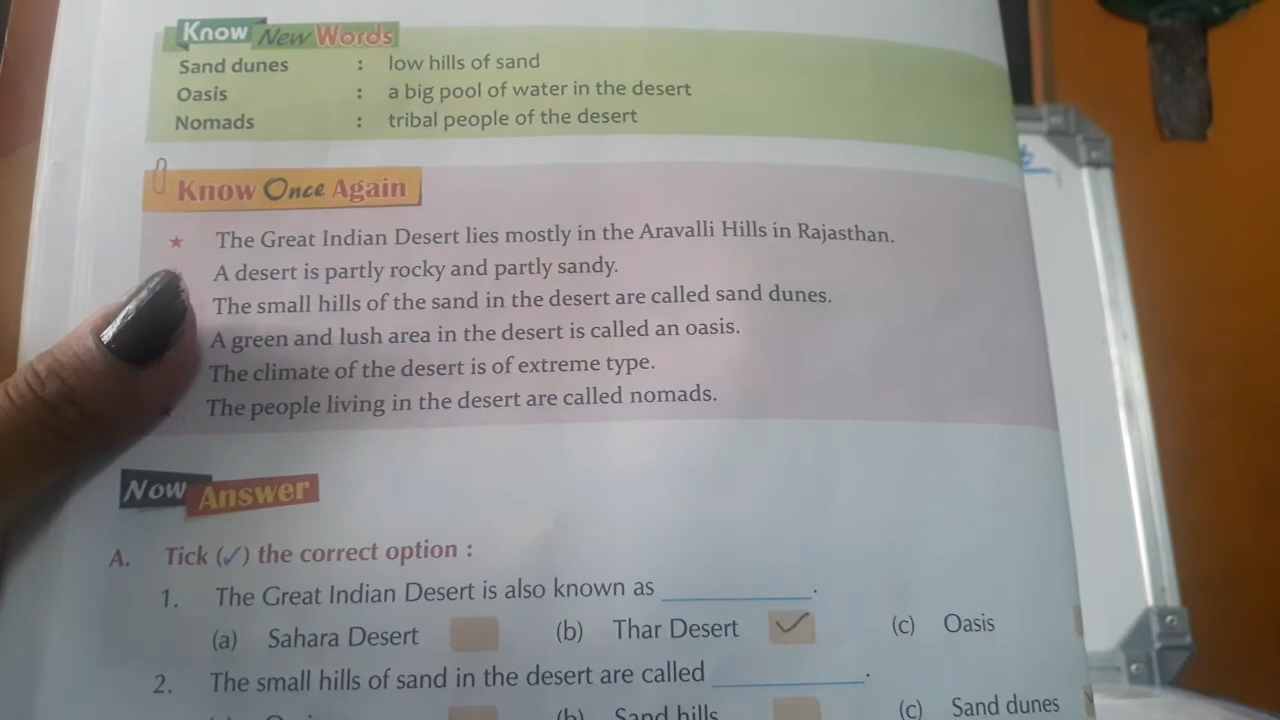 Know New Words
Sand dunes : low hills of sand
Oasis : a big pool of water in the desert
Nomads : tribal people of the desert
Know Once Again
★ The Great Indian Desert lies mostly in the Aravalli Hills in Rajasthan.
A desert is partly rocky and partly sandy.
The small hills of the sand in the desert are called sand dunes.
A green and lush area in the desert is called an oasis.
The climate of the desert is of extreme type.
The people living in the desert are called nomads.
Now Answer
A. Tick (✓) the correct option :
1. The Great Indian Desert is also known as ____________.
(a) Sahara Desert (b) Thar Desert ✓ (c) Oasis
2. The small hills of sand in the desert are called ____________.
(b) Sand hills (c) Sand dunes